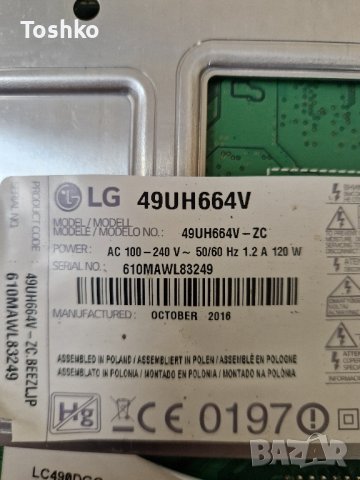 Toshko
LG 49UH664V
MODEL / MODELL
MODELE / MODELO NO.: 49UH664V-ZC
POWER: AC 100-240 V ~ 50/60 Hz 1.2 A 120 W
SERIAL NO.: 610MAWL83249
MANUFACTURED: OCTOBER 2016
ASSEMBLED IN POLAND / ASSEMBLIERT IN POLEN / ASSEMBLÉ EN POLOGNE
ASSEMBLATO IN POLONIA / MONTADO EN POLONIA / MONTADO NA POLÓNIA
Hg CE 0197
PRODUCT CODE: 49UH664V-ZC.BEEZLJP
SERIAL NO.: 610MAWL83249
bazar.bg